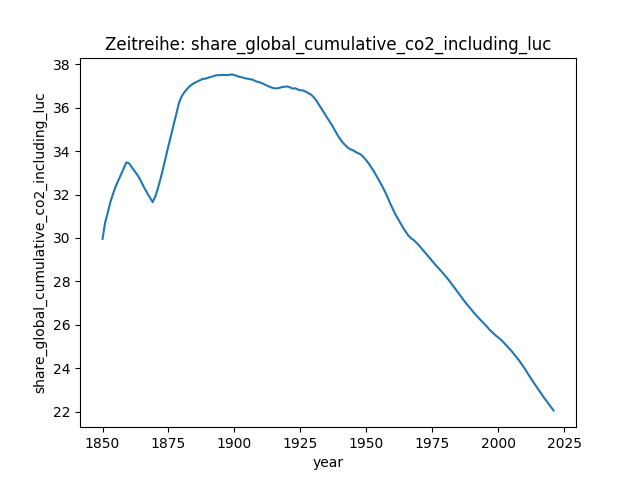 Zeitreihe: share_global_cumulative_co2_including_luc
share_global_cumulative_co2_including_luc
38
36
34
32
30
28
26
24
22
1850 1875 1900 1925 1950 1975 2000 2025
year